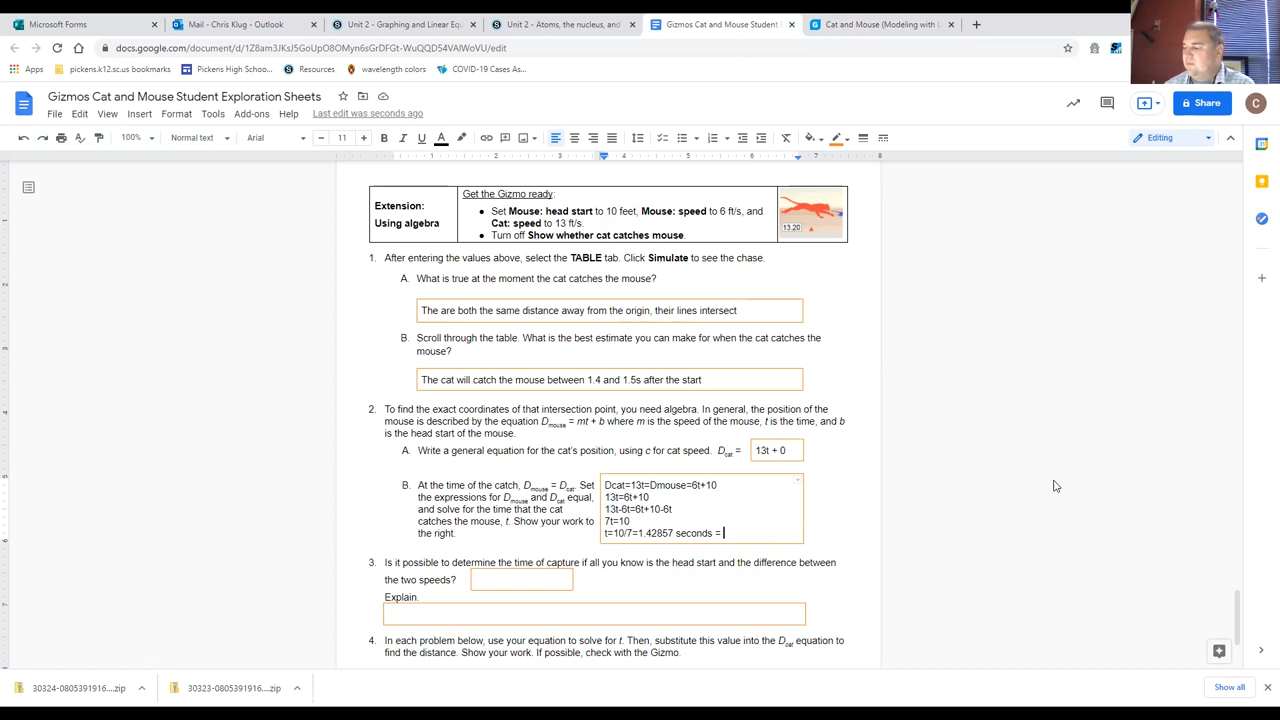 Microsoft Forms
Mail - Chris Klug - Outlook
Unit 2 - Graphing and Linear Equ
Unit 2 - Atoms, the nucleus, and
Gizmos Cat and Mouse Student E
Cat and Mouse (Modeling with L
docs.google.com/document/d/1Z8am3JKsJ5GoUpO8OMyn6sGrDFGt-WuQQD54VAlWoVU/edit
Apps
pickens.k12.sc.us bookmarks
Pickens High School...
Resources
wavelength colors
COVID-19 Cases As...
Gizmos Cat and Mouse Student Exploration Sheets
File Edit View Insert Format Tools Add-ons Help Last edit was seconds ago
Share
C
100% Normal text Arial 11 B I U A Editing
1 2 3 4 5 6 7 8
Extension:
Using algebra
Get the Gizmo ready:
● Set Mouse: head start to 10 feet, Mouse: speed to 6 ft/s, and
Cat: speed to 13 ft/s.
● Turn off Show whether cat catches mouse.
13.20
1. After entering the values above, select the TABLE tab. Click Simulate to see the chase.
A. What is true at the moment the cat catches the mouse?
The are both the same distance away from the origin, their lines intersect
B. Scroll through the table. What is the best estimate you can make for when the cat catches the
mouse?
The cat will catch the mouse between 1.4 and 1.5s after the start
2. To find the exact coordinates of that intersection point, you need algebra. In general, the position of the
mouse is described by the equation Dmouse = mt + b where m is the speed of the mouse, t is the time, and b
is the head start of the mouse.
A. Write a general equation for the cat's position, using c for cat speed. Dcat =
13t + 0
B. At the time of the catch, Dmouse = Dcat. Set
the expressions for Dmouse and Dcat equal,
and solve for the time that the cat
catches the mouse, t. Show your work to
the right.
Dcat=13t=Dmouse=6t+10
13t=6t+10
13t-6t=6t+10-6t
7t=10
t=10/7=1.42857 seconds =
3. Is it possible to determine the time of capture if all you know is the head start and the difference between
the two speeds?
Explain.
4. In each problem below, use your equation to solve for t. Then, substitute this value into the Dcat equation to
find the distance. Show your work. If possible, check with the Gizmo.
30324-0805391916....zip
30323-0805391916....zip
Show all